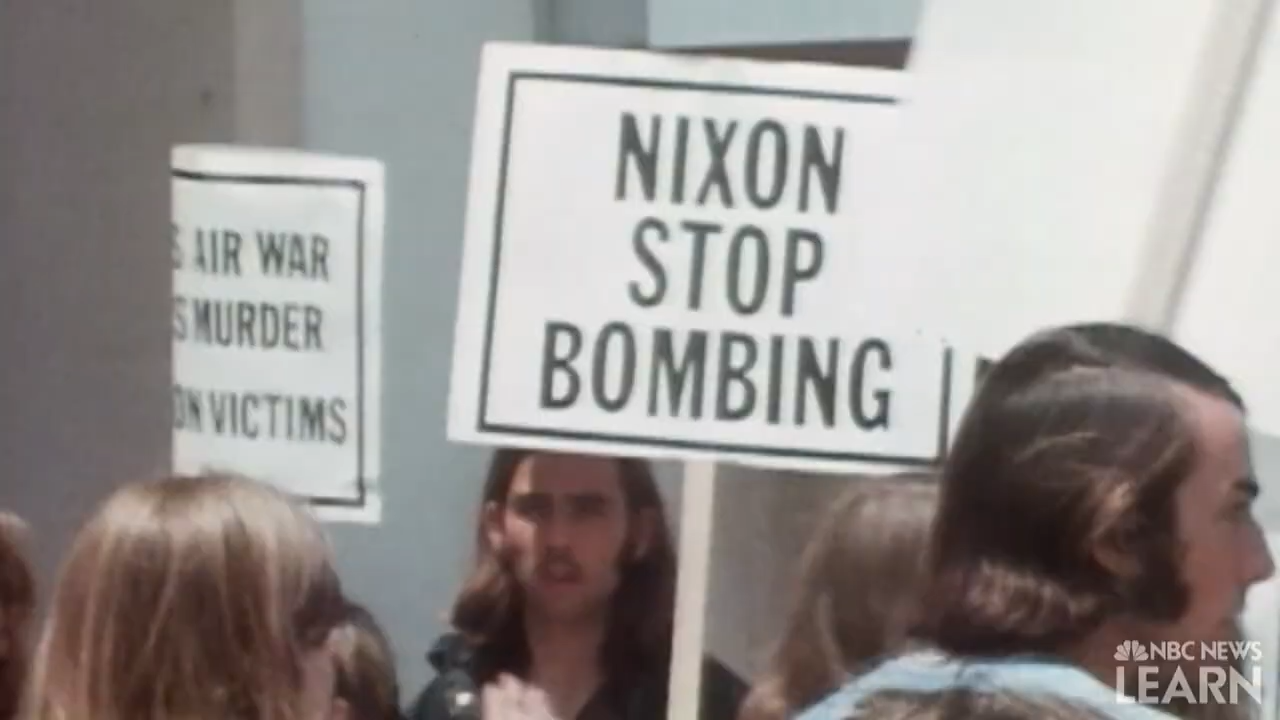 AIR WAR
MURDER
VICTIMS
NIXON
STOP
BOMBING
NBC NEWS
LEARN